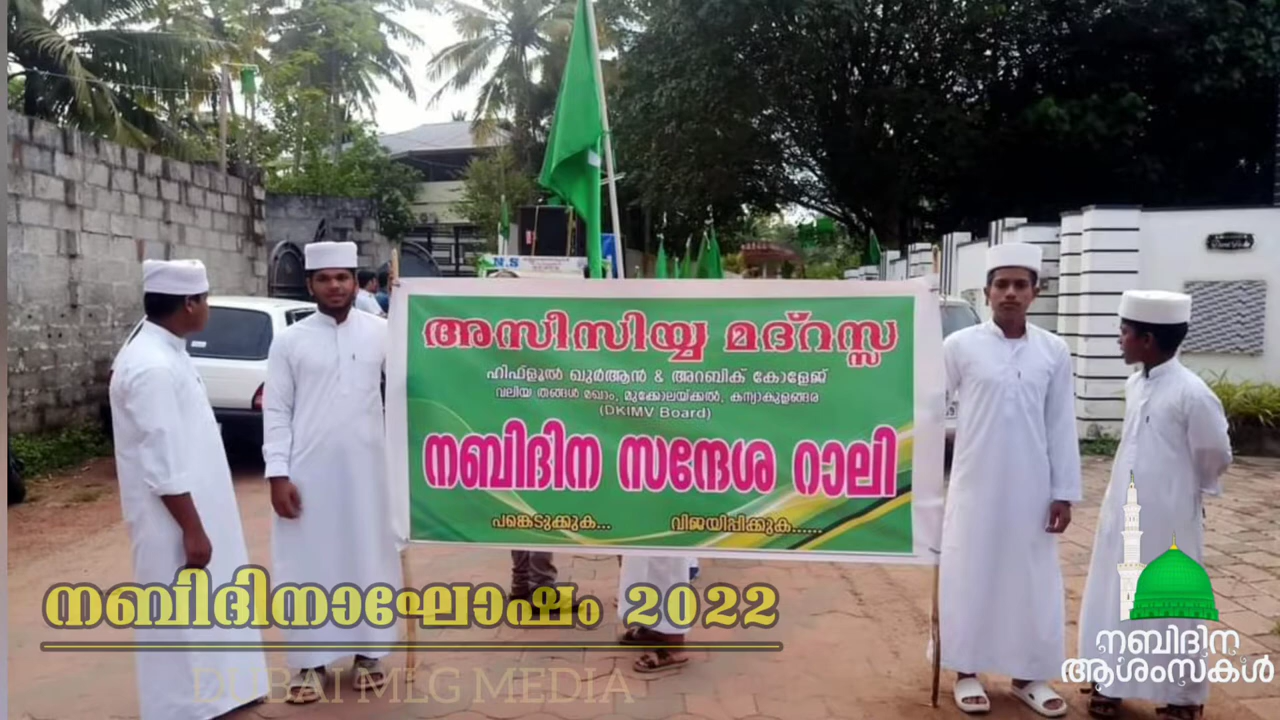 N.S
അസീസിയ്യ മദ്റസ്സ
ഹിഫ്ളുൽ ഖുർആൻ & അറബിക് കോളേജ്
വലിയ തങ്ങൾ മഖാം, മുക്കോലയ്ക്കൽ, കന്യാകുളങ്ങര
(DKIMV Board)
നബിദിന സന്ദേശ റാലി
പങ്കെടുക്കുക... വിജയിപ്പിക്കുക......
നബിദിനാഘോഷം 2022
DUBAI MLG MEDIA
നബിദിന
ആശംസകൾ